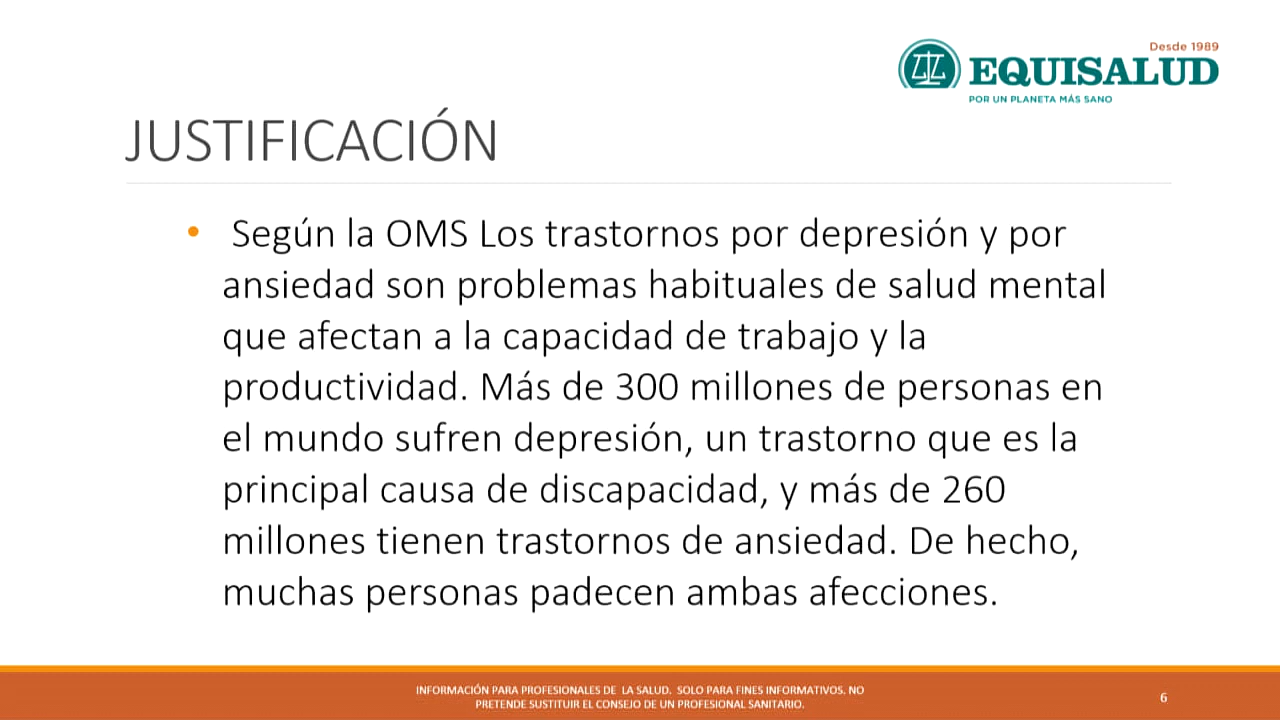 Desde 1989
EQUISALUD
POR UN PLANETA MÁS SANO
JUSTIFICACIÓN
• Según la OMS Los trastornos por depresión y por
ansiedad son problemas habituales de salud mental
que afectan a la capacidad de trabajo y la
productividad. Más de 300 millones de personas en
el mundo sufren depresión, un trastorno que es la
principal causa de discapacidad, y más de 260
millones tienen trastornos de ansiedad. De hecho,
muchas personas padecen ambas afecciones.
INFORMACIÓN PARA PROFESIONALES DE LA SALUD. SOLO PARA FINES INFORMATIVOS. NO
PRETENDE SUSTITUIR EL CONSEJO DE UN PROFESIONAL SANITARIO.
6